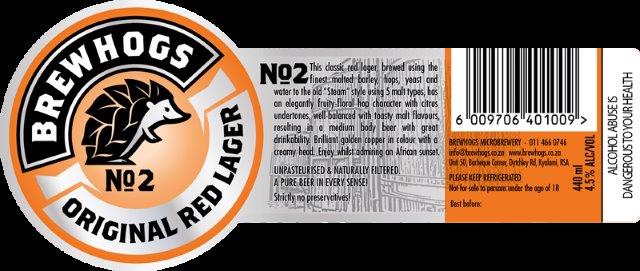 BREWHOGS
Nº2
ORIGINAL RED LAGER
Nº2 This classic red lager, brewed using the
finest malted barley, hops, yeast and
water to the old "Steam" style using 5 malt types, has
an elegantly fruity-floral hop character with citrus
undertones, well-balanced with toasty malt flavours,
resulting in a medium body beer with great
drinkability. Brilliant golden copper in colour with a
creamy head. Enjoy whilst admiring an African sunset.
UNPASTEURISED & NATURALLY FILTERED.
A PURE BEER IN EVERY SENSE!
Strictly no preservatives!
6 009706 401009 >
BREWHOGS MICROBREWERY - 011 466 0746
info@brewhogs.co.za www.brewhogs.co.za
Unit 50, Barbeque Corner, Dytchley Rd, Kyalami, RSA
PLEASE KEEP REFRIGERATED
Not for sale to persons under the age of 18
Best before:
440 ml
4.5% ALC/VOL
ALCOHOL ABUSE IS
DANGEROUS TO YOUR HEALTH